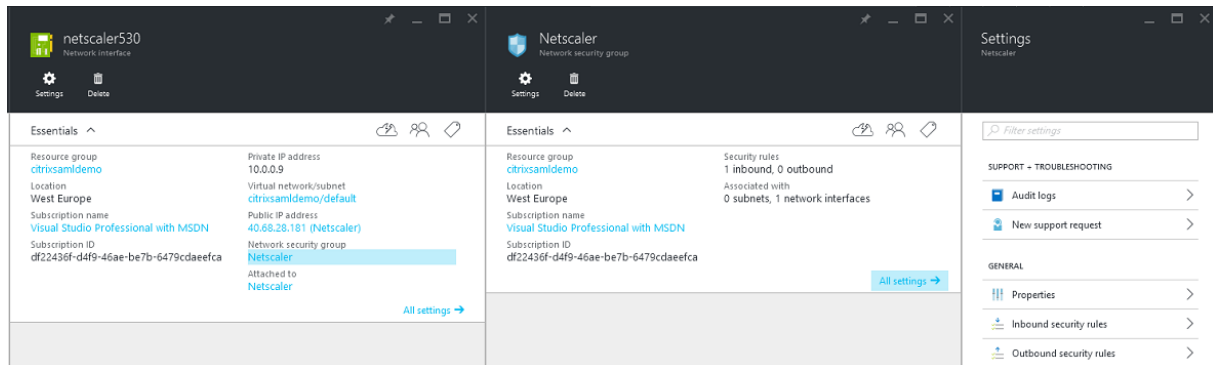 netscaler530
Network interface
Settings
Delete
Essentials
Resource group
citrixsamldemo
Location
West Europe
Subscription name
Visual Studio Professional with MSDN
Subscription ID
df22436f-d4f9-46ae-be7b-6479cdaeefca
Private IP address
10.0.0.9
Virtual network/subnet
citrixsamldemo/default
Public IP address
40.68.28.181 (Netscaler)
Network security group
Netscaler
Attached to
Netscaler
All settings →
Netscaler
Network security group
Settings
Delete
Essentials
Resource group
citrixsamldemo
Location
West Europe
Subscription name
Visual Studio Professional with MSDN
Subscription ID
df22436f-d4f9-46ae-be7b-6479cdaeefca
Security rules
1 inbound, 0 outbound
Associated with
0 subnets, 1 network interfaces
All settings →
Settings
Netscaler
Filter settings
SUPPORT + TROUBLESHOOTING
Audit logs
New support request
GENERAL
Properties
Inbound security rules
Outbound security rules